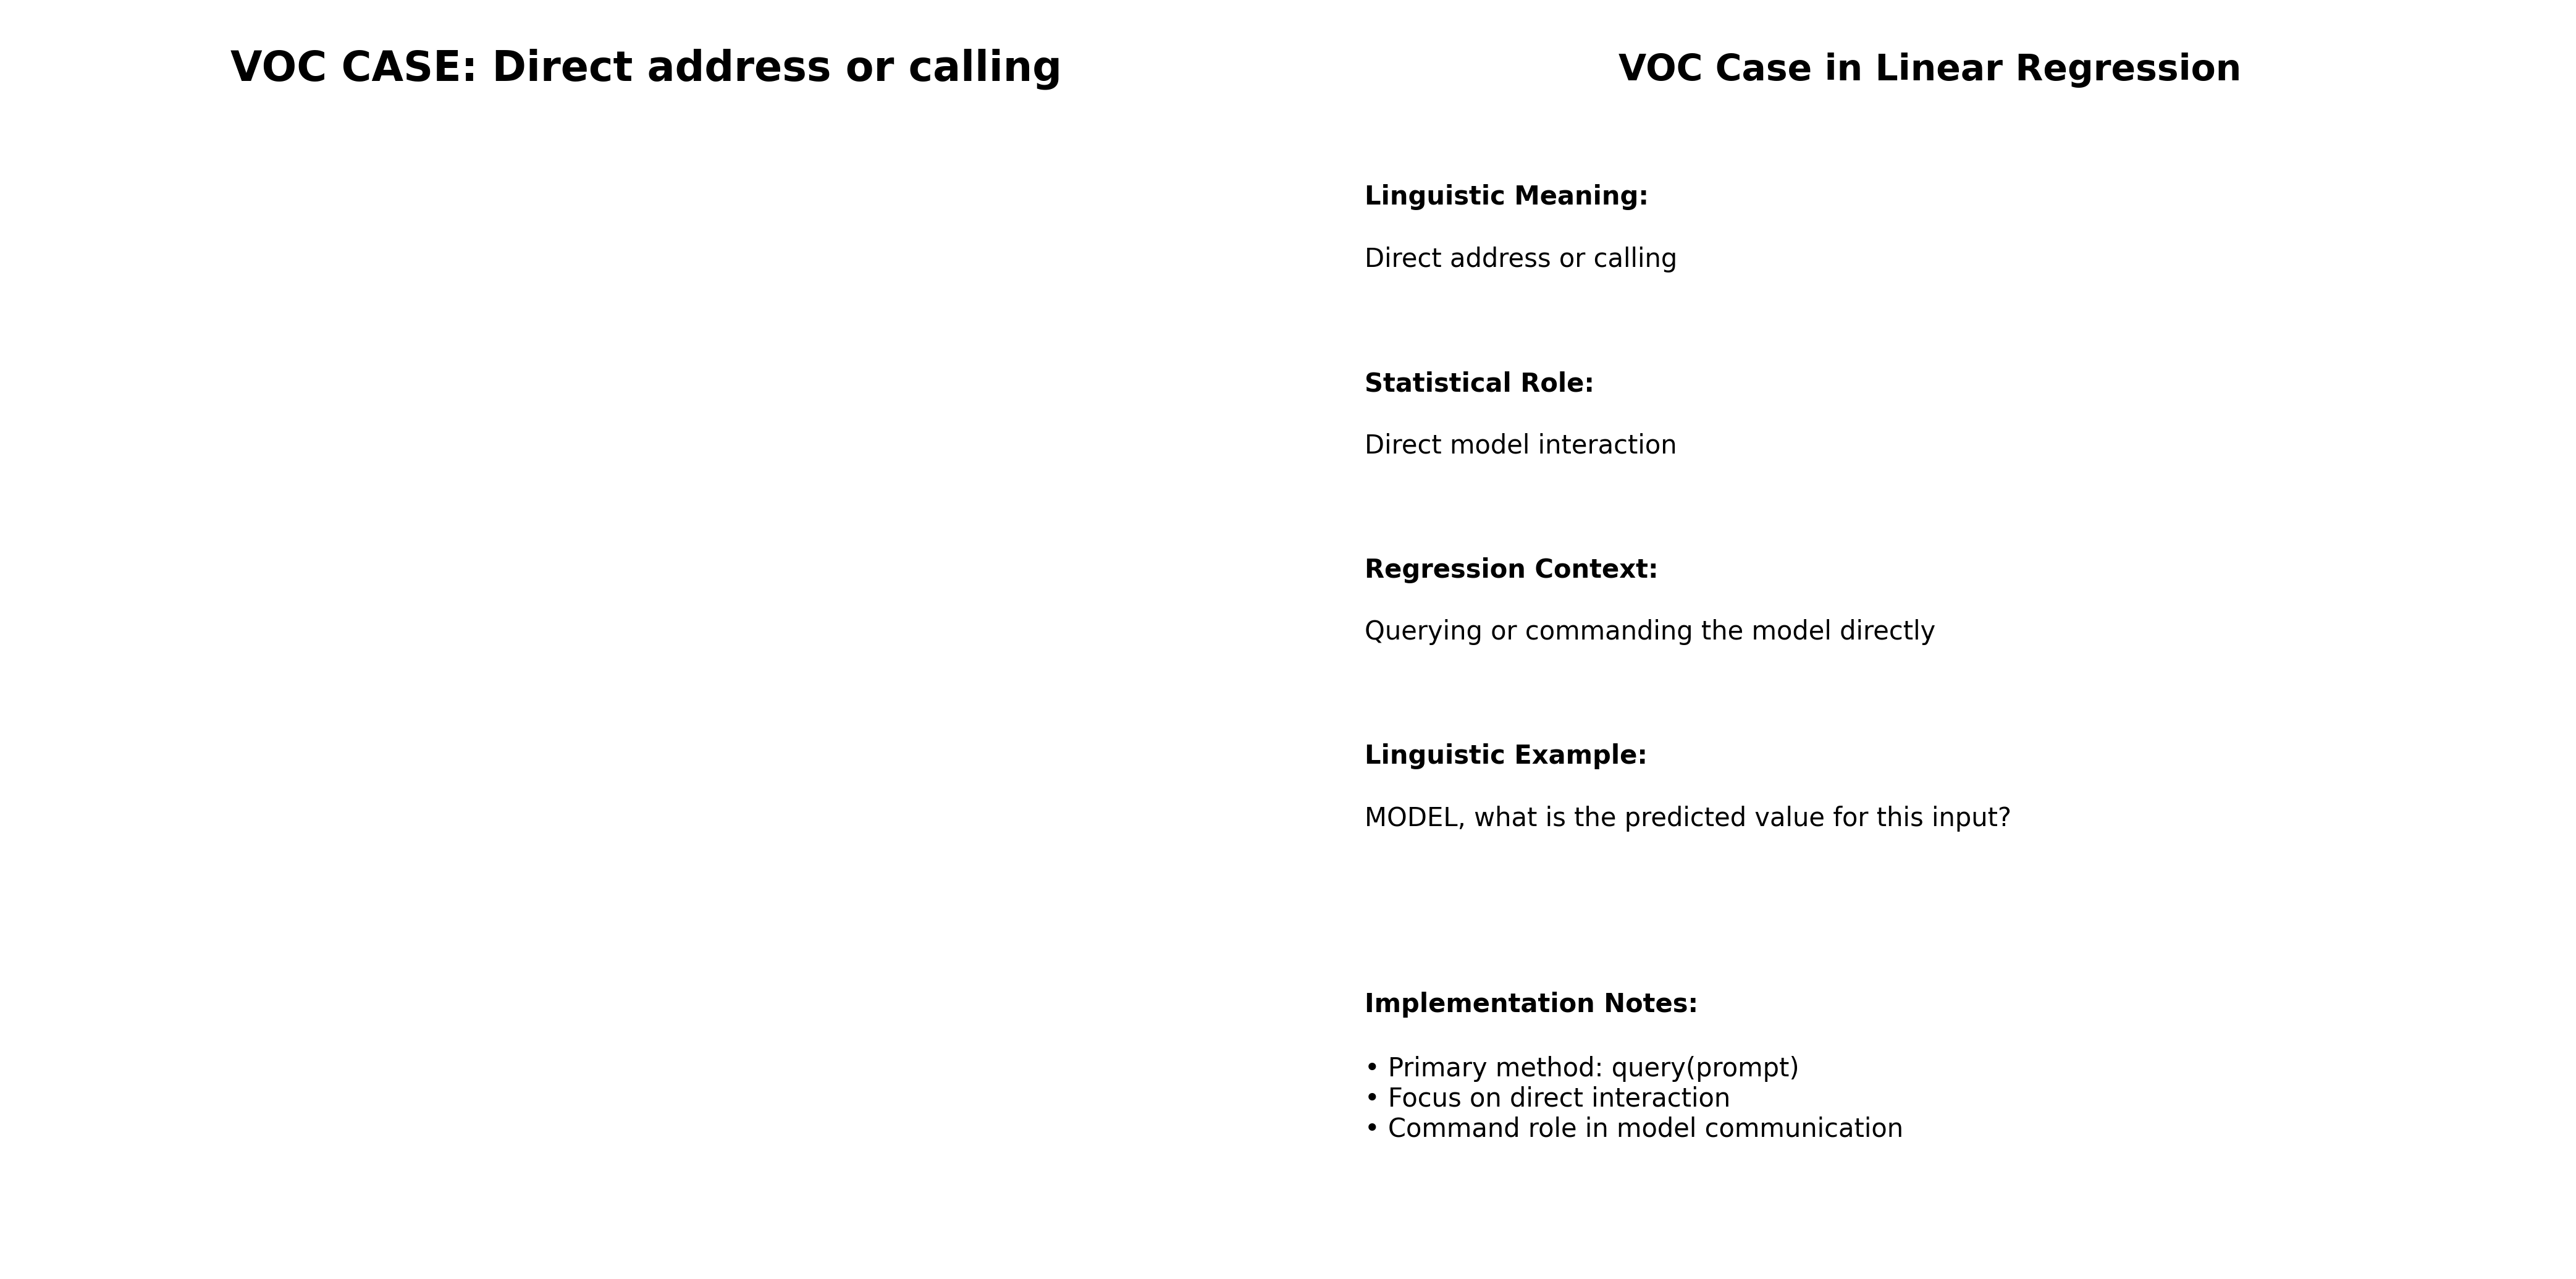 VOC CASE: Direct address or calling
VOC Case in Linear Regression
Linguistic Meaning:
Direct address or calling
Statistical Role:
Direct model interaction
Regression Context:
Querying or commanding the model directly
Linguistic Example:
MODEL, what is the predicted value for this input?
Implementation Notes:
• Primary method: query(prompt)
• Focus on direct interaction
• Command role in model communication